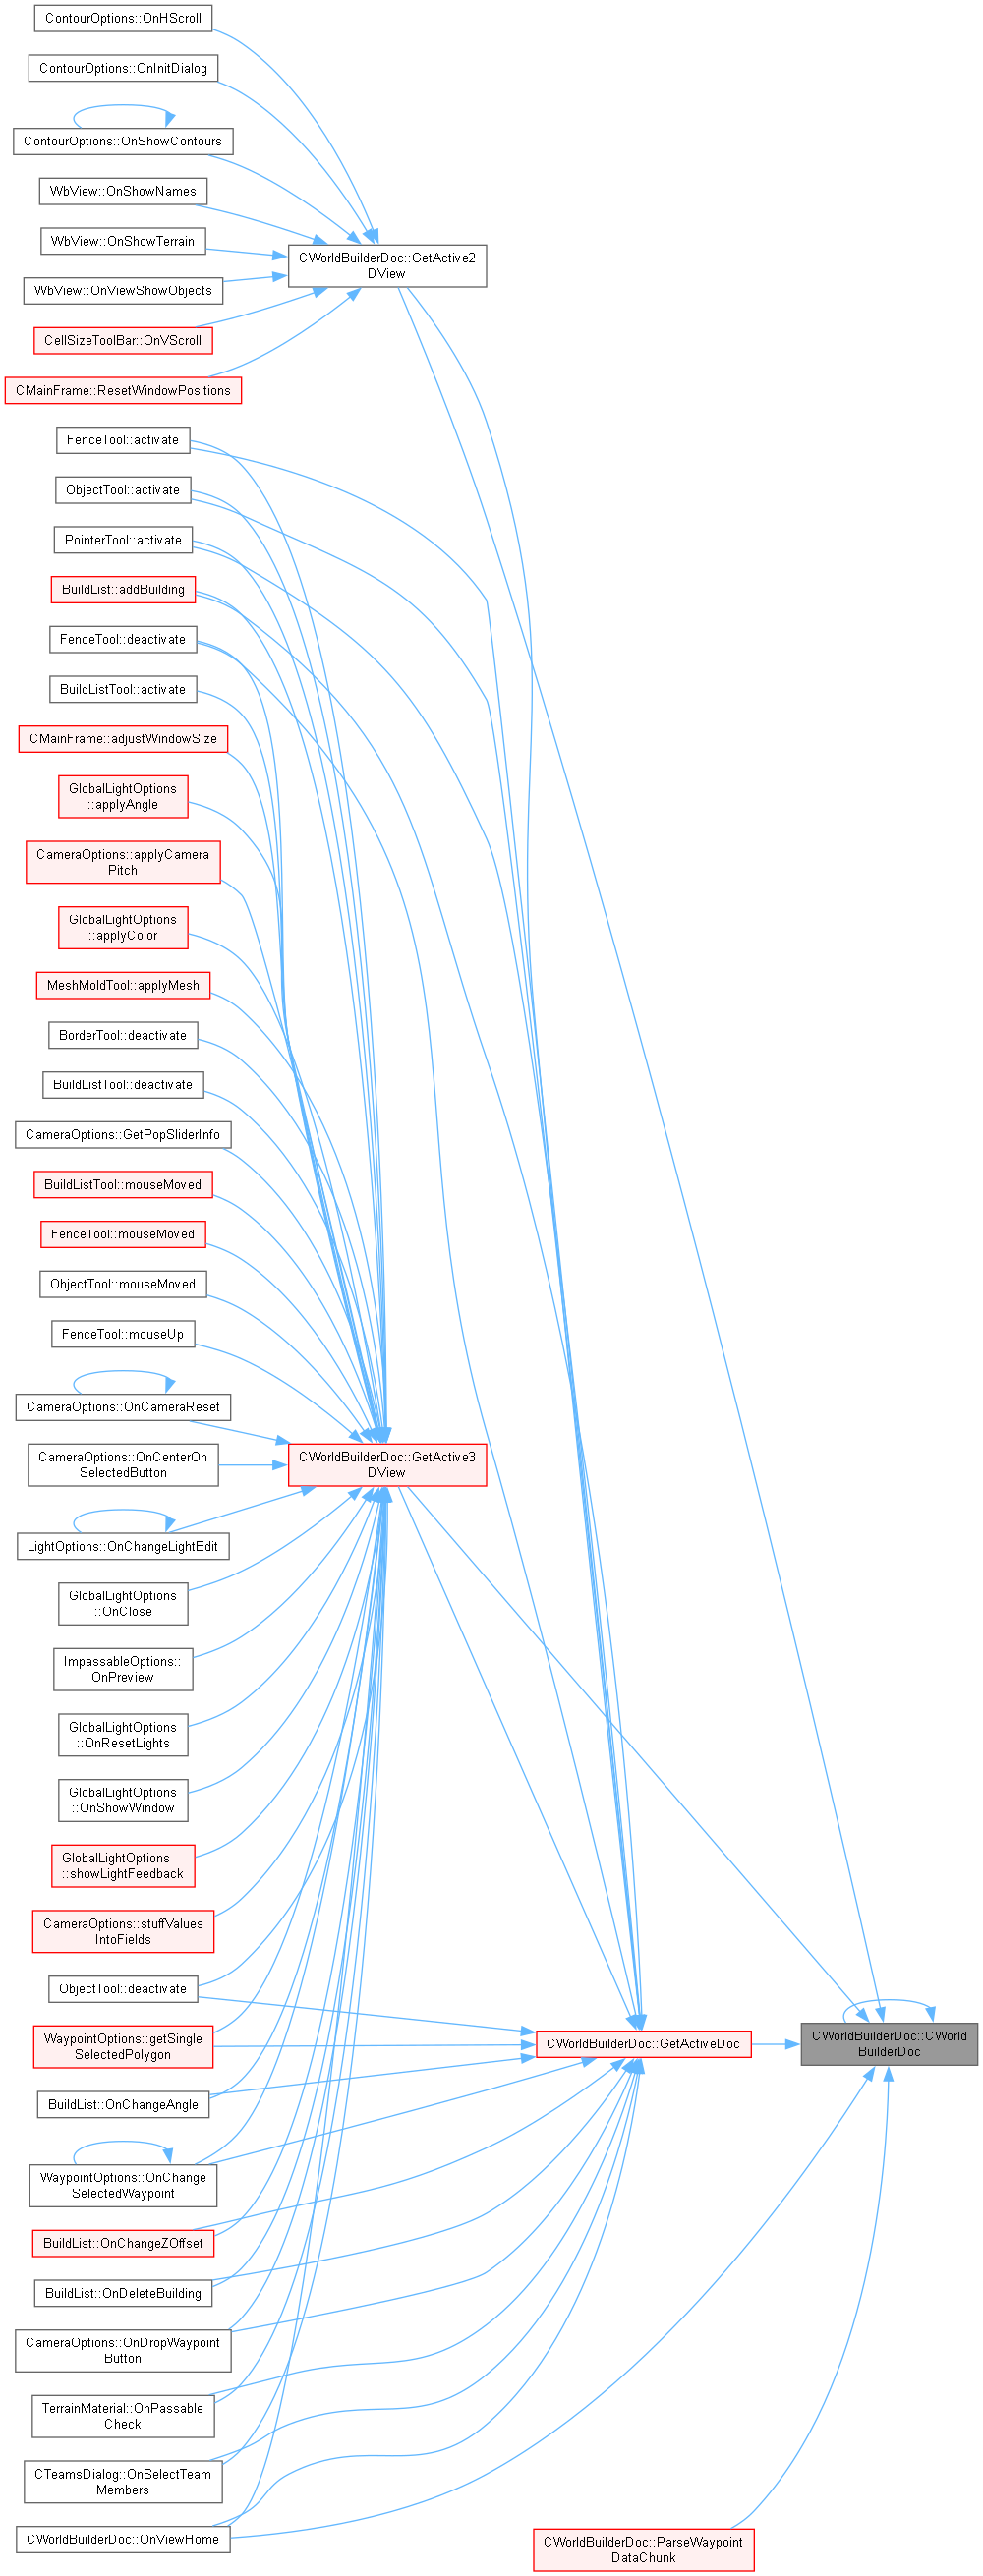 ContourOptions::OnHScroll
ContourOptions::OnInitDialog
ContourOptions::OnShowContours
WbView::OnShowNames
WbView::OnShowTerrain
WbView::OnViewShowObjects
CellSizeToolBar::OnVScroll
CMainFrame::ResetWindowPositions
CWorldBuilderDoc::GetActive2
DView
FenceTool::activate
ObjectTool::activate
PointerTool::activate
BuildList::addBuilding
FenceTool::deactivate
BuildListTool::activate
CMainFrame::adjustWindowSize
GlobalLightOptions
::applyAngle
CameraOptions::applyCamera
Pitch
GlobalLightOptions
::applyColor
MeshMoldTool::applyMesh
BorderTool::deactivate
BuildListTool::deactivate
CameraOptions::GetPopSliderInfo
BuildListTool::mouseMoved
FenceTool::mouseMoved
ObjectTool::mouseMoved
FenceTool::mouseUp
CameraOptions::OnCameraReset
CameraOptions::OnCenterOn
SelectedButton
CWorldBuilderDoc::GetActive3
DView
LightOptions::OnChangeLightEdit
GlobalLightOptions
::OnClose
ImpassableOptions::
OnPreview
GlobalLightOptions
::OnResetLights
GlobalLightOptions
::OnShowWindow
GlobalLightOptions
::showLightFeedback
CameraOptions::stuffValues
IntoFields
ObjectTool::deactivate
WaypointOptions::getSingle
SelectedPolygon
CWorldBuilderDoc::GetActiveDoc
CWorldBuilderDoc::CWorld
BuilderDoc
BuildList::OnChangeAngle
WaypointOptions::OnChange
SelectedWaypoint
BuildList::OnChangeZOffset
BuildList::OnDeleteBuilding
CameraOptions::OnDropWaypoint
Button
TerrainMaterial::OnPassable
Check
CTeamsDialog::OnSelectTeam
Members
CWorldBuilderDoc::OnViewHome
CWorldBuilderDoc::ParseWaypoint
DataChunk